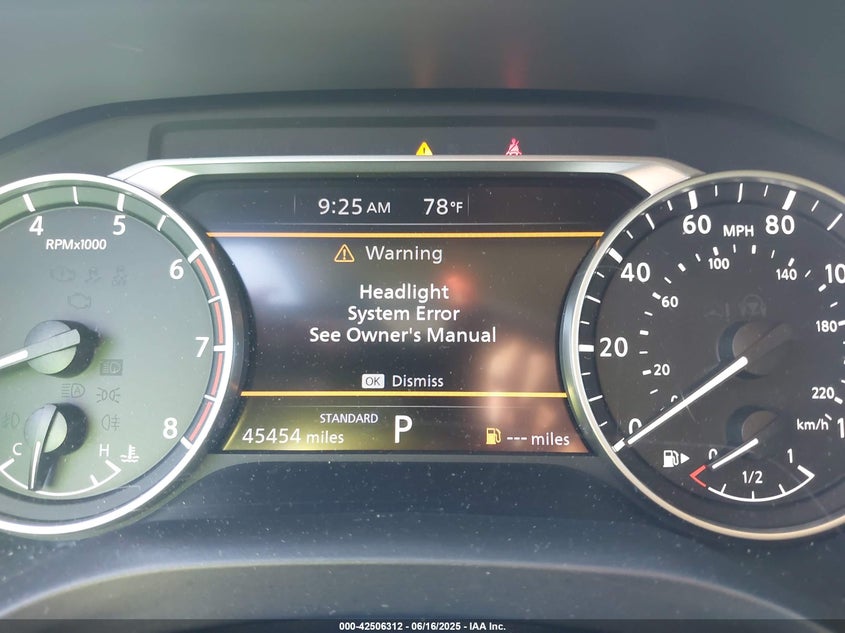 9:25 AM 78°F
4 5 6 7 8
RPMx1000
C H
Warning
Headlight
System Error
See Owner's Manual
OK Dismiss
STANDARD
45454 miles P --- miles
0 20 40 60 MPH 80
20 60 100 140 180 220
km/h
0 1/2 1
000-42506312 - 06/16/2025 - IAA Inc.